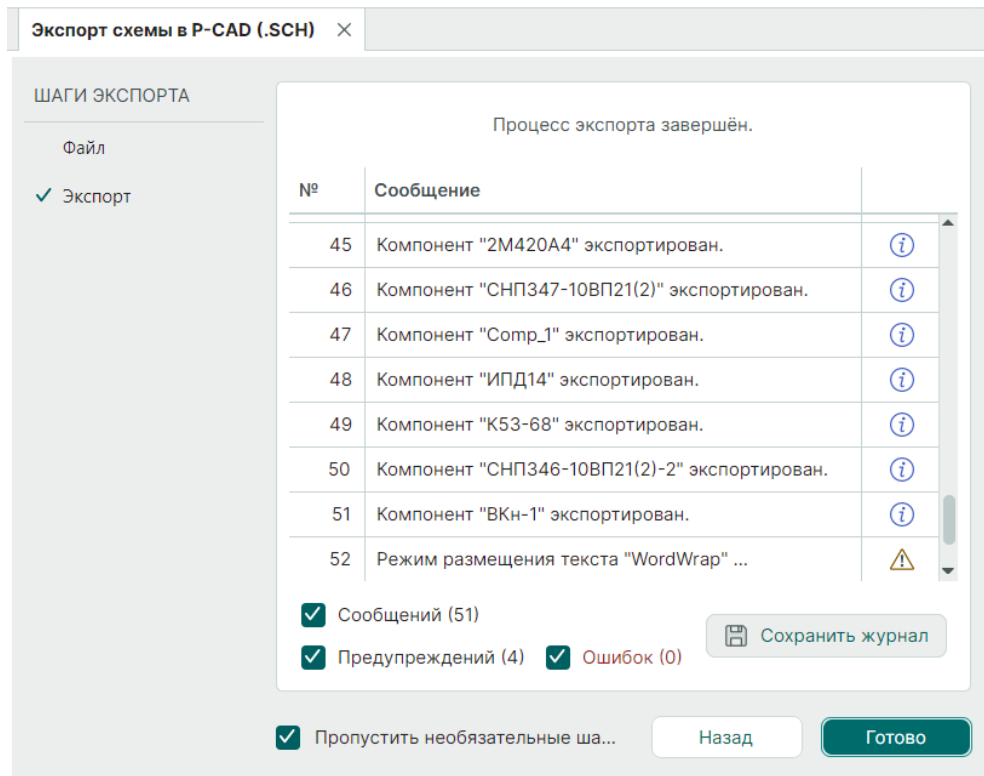 Экспорт схемы в P-CAD (.SCH)
ШАГИ ЭКСПОРТА
Файл
Экспорт
Процесс экспорта завершён.
№ Сообщение
45 Компонент "2М420А4" экспортирован.
46 Компонент "СНП347-10ВП21(2)" экспортирован.
47 Компонент "Comp_1" экспортирован.
48 Компонент "ИПД14" экспортирован.
49 Компонент "К53-68" экспортирован.
50 Компонент "СНП346-10ВП21(2)-2" экспортирован.
51 Компонент "ВКн-1" экспортирован.
52 Режим размещения текста "WordWrap" ...
Сообщений (51)
Предупреждений (4) Ошибок (0)
Сохранить журнал
Пропустить необязательные ша... Назад Готово